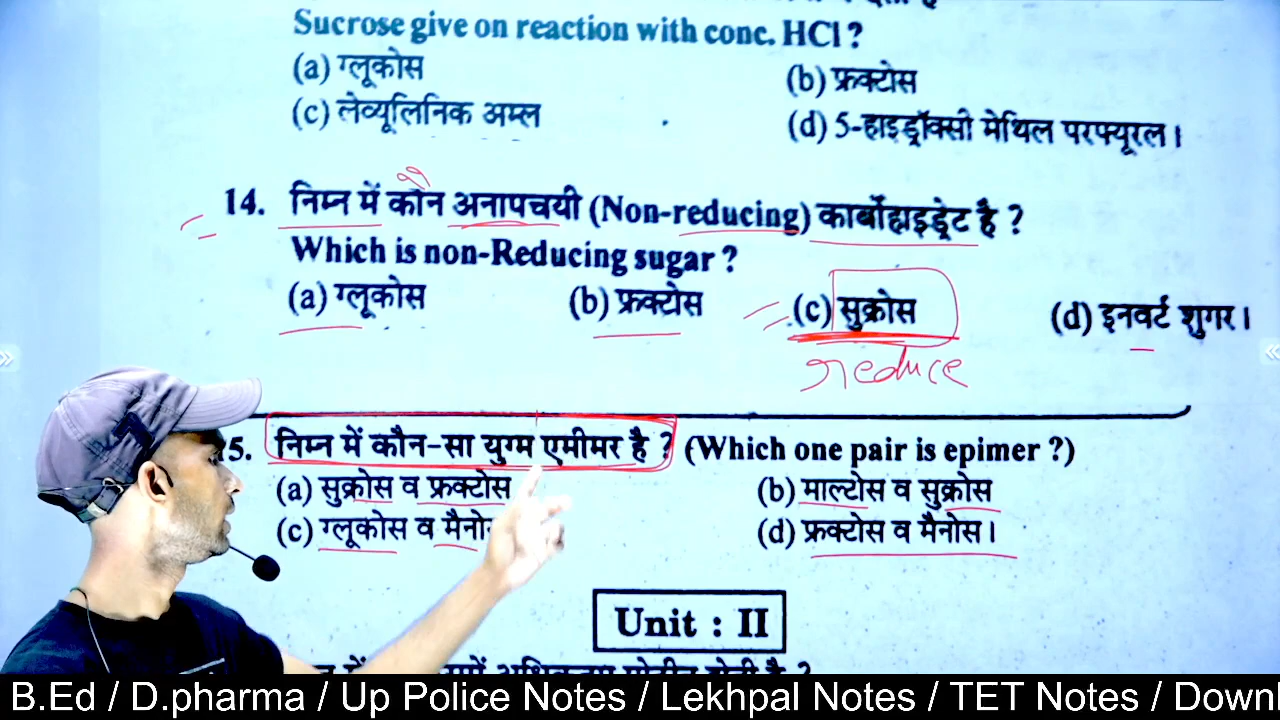 Sucrose give on reaction with conc. HCl ?
(a) ग्लूकोस (b) फ्रक्टोस
(c) लेव्यूलिनिक अम्ल (d) 5-हाइड्रॉक्सी मेथिल परफ्यूरल।
14. निम्न में कौन अनापचयी (Non-reducing) कार्बोहाइड्रेट है ?
Which is non-Reducing sugar ?
(a) ग्लूकोस (b) फ्रक्टोस (c) सुक्रोस (d) इनवर्ट शुगर।
reduce
5. निम्न में कौन-सा युग्म एमीमर है ? (Which one pair is epimer ?)
(a) सुक्रोस व फ्रक्टोस (b) माल्टोस व सुक्रोस
(c) ग्लूकोस व (d) फ्रक्टोस व मैनोस।
Unit : II
B.Ed / D.pharma / Up Police Notes / Lekhpal Notes / TET Notes / Down